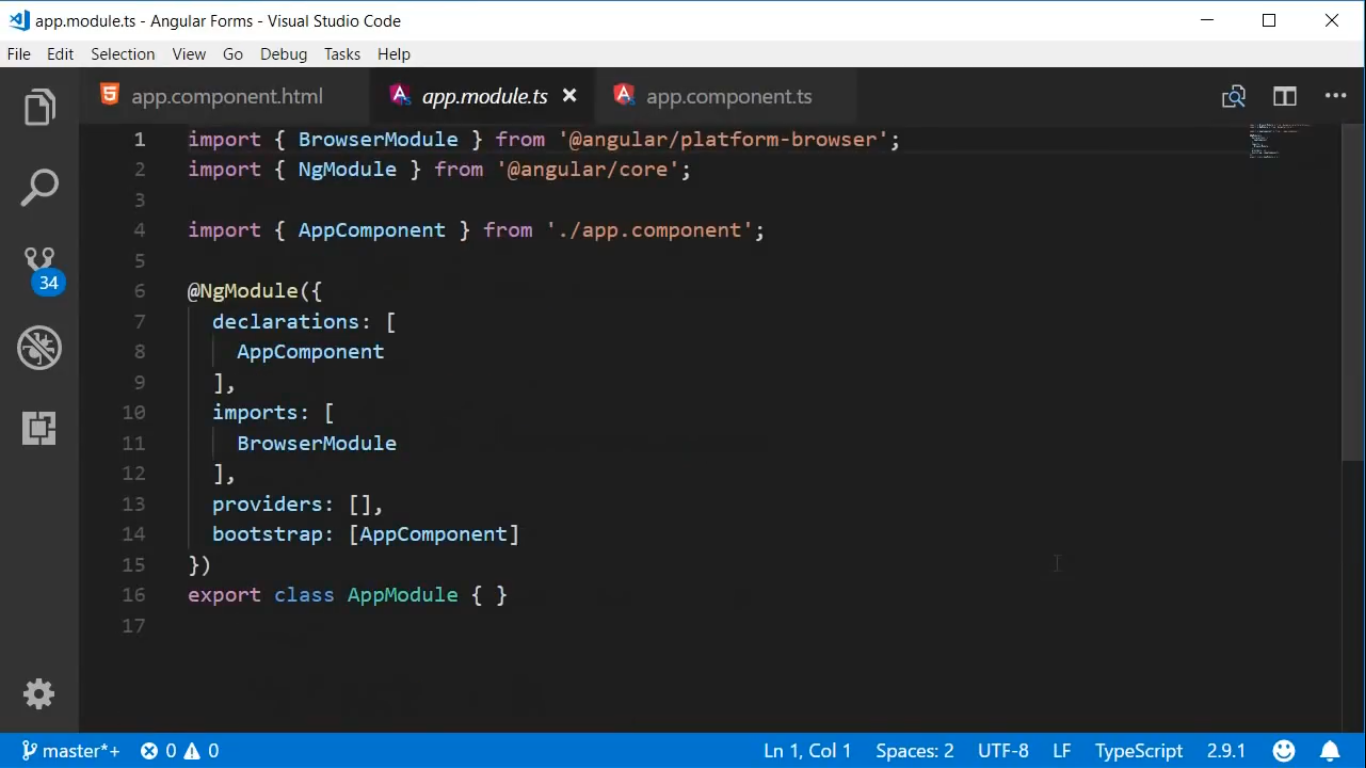 app.module.ts - Angular Forms - Visual Studio Code
File Edit Selection View Go Debug Tasks Help
app.component.html app.module.ts app.component.ts
1 import { BrowserModule } from '@angular/platform-browser';
2 import { NgModule } from '@angular/core';
3
4 import { AppComponent } from './app.component';
5
6 @NgModule({
7 declarations: [
8 AppComponent
9 ],
10 imports: [
11 BrowserModule
12 ],
13 providers: [],
14 bootstrap: [AppComponent]
15 })
16 export class AppModule { }
17
34
master*+ 0 0 Ln 1, Col 1 Spaces: 2 UTF-8 LF TypeScript 2.9.1